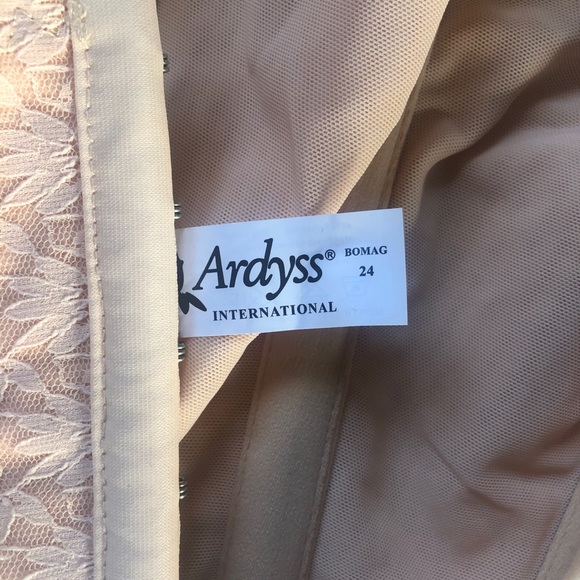 Ardyss®
INTERNATIONAL
BOMAG
24